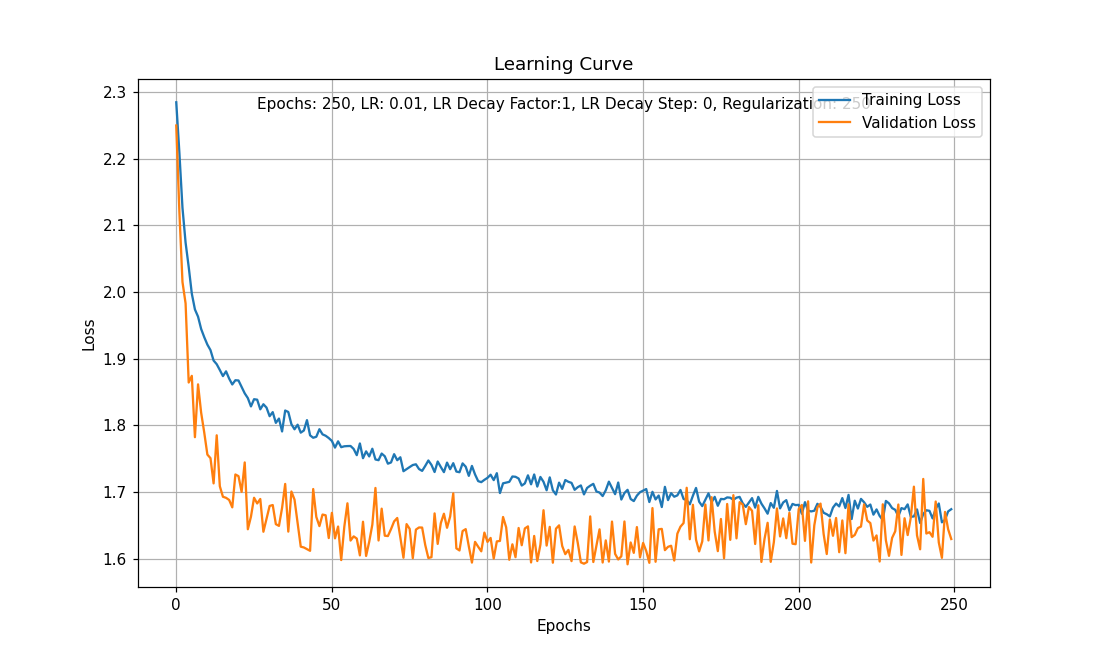 Learning Curve
2.3
2.2
2.1
2.0
1.9
1.8
1.7
1.6
Loss
Epochs: 250, LR: 0.01, LR Decay Factor:1, LR Decay Step: 0, Regularization: 250
Training Loss
Validation Loss
0 50 100 150 200 250
Epochs